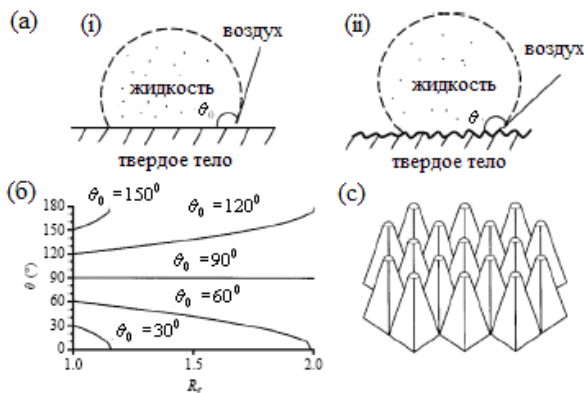 (а)
(i)
воздух
жидкость
θ₀
твердое тело
(ii)
воздух
жидкость
θ
твердое тело
(б)
θ₀ =150⁰
θ₀ =120⁰
θ₀ =90⁰
θ₀ =60⁰
θ₀ =30⁰
180
150
120
90
60
30
0
θ (°)
1.0
1.5
2.0
(с)